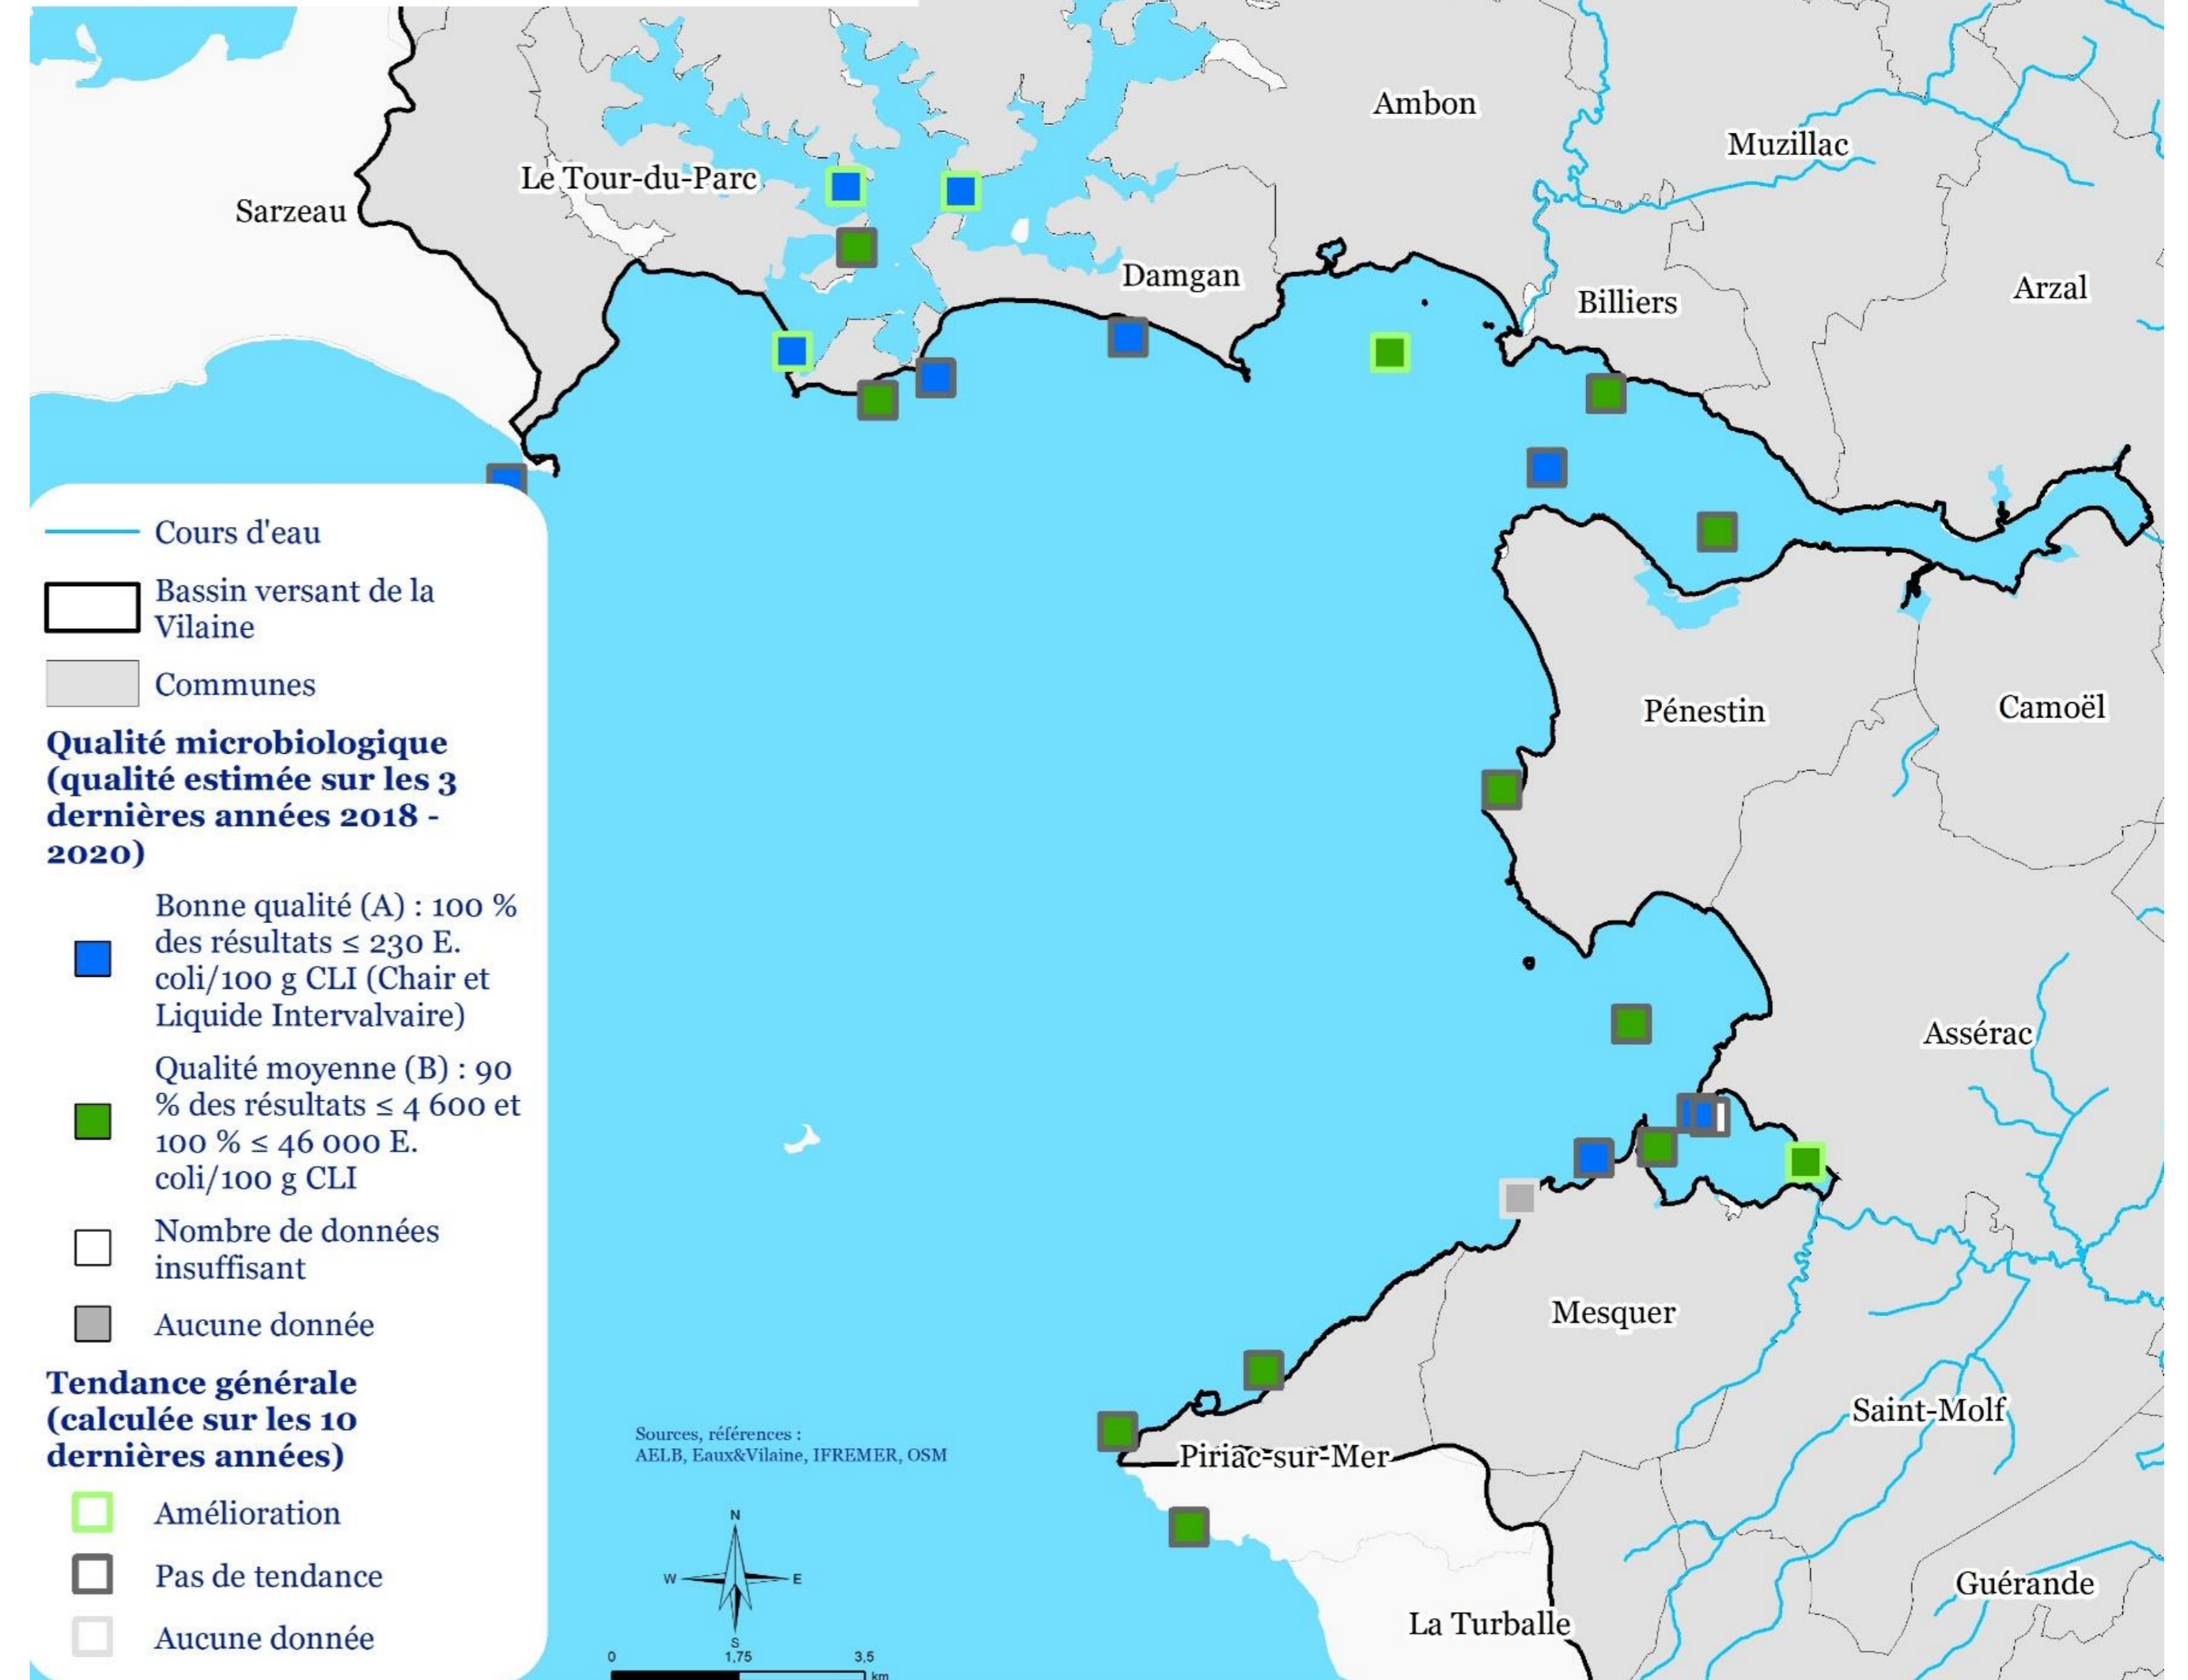 Ambon
Muzillac
Le Tour-du-Parc
Sarzeau
Damgan
Billiers
Arzal
Pénestin
Camoël
Assérac
Mesquer
Saint-Molf
Piriac-sur-Mer
Guérande
La Turballe
Cours d'eau
Bassin versant de la
Vilaine
Communes
Qualité microbiologique
(qualité estimée sur les 3
dernières années 2018 -
2020)
Bonne qualité (A) : 100 %
des résultats ≤ 230 E.
coli/100 g CLI (Chair et
Liquide Intervalvaire)
Qualité moyenne (B) : 90
% des résultats ≤ 4 600 et
100 % ≤ 46 000 E.
coli/100 g CLI
Nombre de données
insuffisant
Aucune donnée
Tendance générale
(calculée sur les 10
dernières années)
Amélioration
Pas de tendance
Aucune donnée
Sources, références :
AELB, Eaux&Vilaine, IFREMER, OSM
N
W E
S
0 1,75 3,5
km